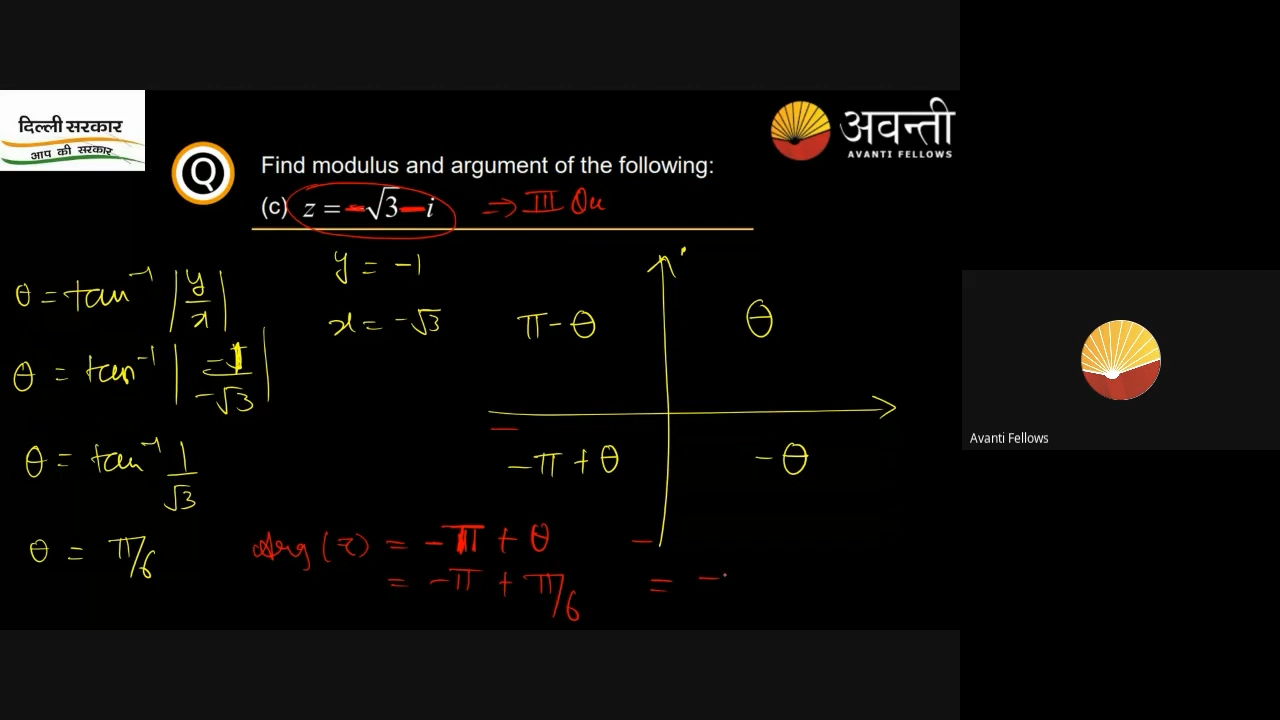 दिल्ली सरकार
आप की सरकार
अवन्ती
AVANTI FELLOWS
Q
Find modulus and argument of the following:
(c) z = -√3 - i ⇒ III Qu
θ = tan⁻¹ |y/x|
y = -1
x = -√3
θ = tan⁻¹ |-1/-√3|
θ = tan⁻¹ 1/√3
θ = π/6
π - θ
θ
-π + θ
-θ
Arg(z) = -π + θ
= -π + π/6 = -
Avanti Fellows